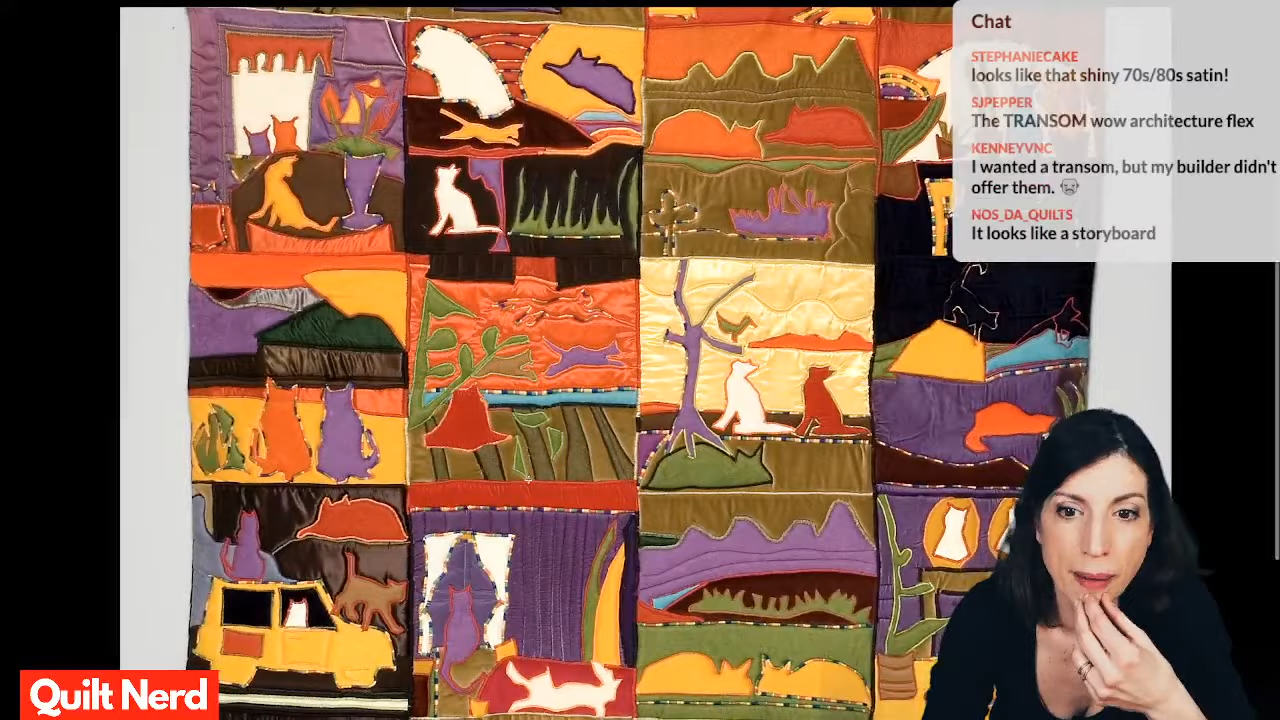 Chat
STEPHANIECAKE
looks like that shiny 70s/80s satin!
SJPEPPER
The TRANSOM wow architecture flex
KENNEYVNC
I wanted a transom, but my builder didn't
offer them. 😭
NOS_DA_QUILTS
It looks like a storyboard
Quilt Nerd